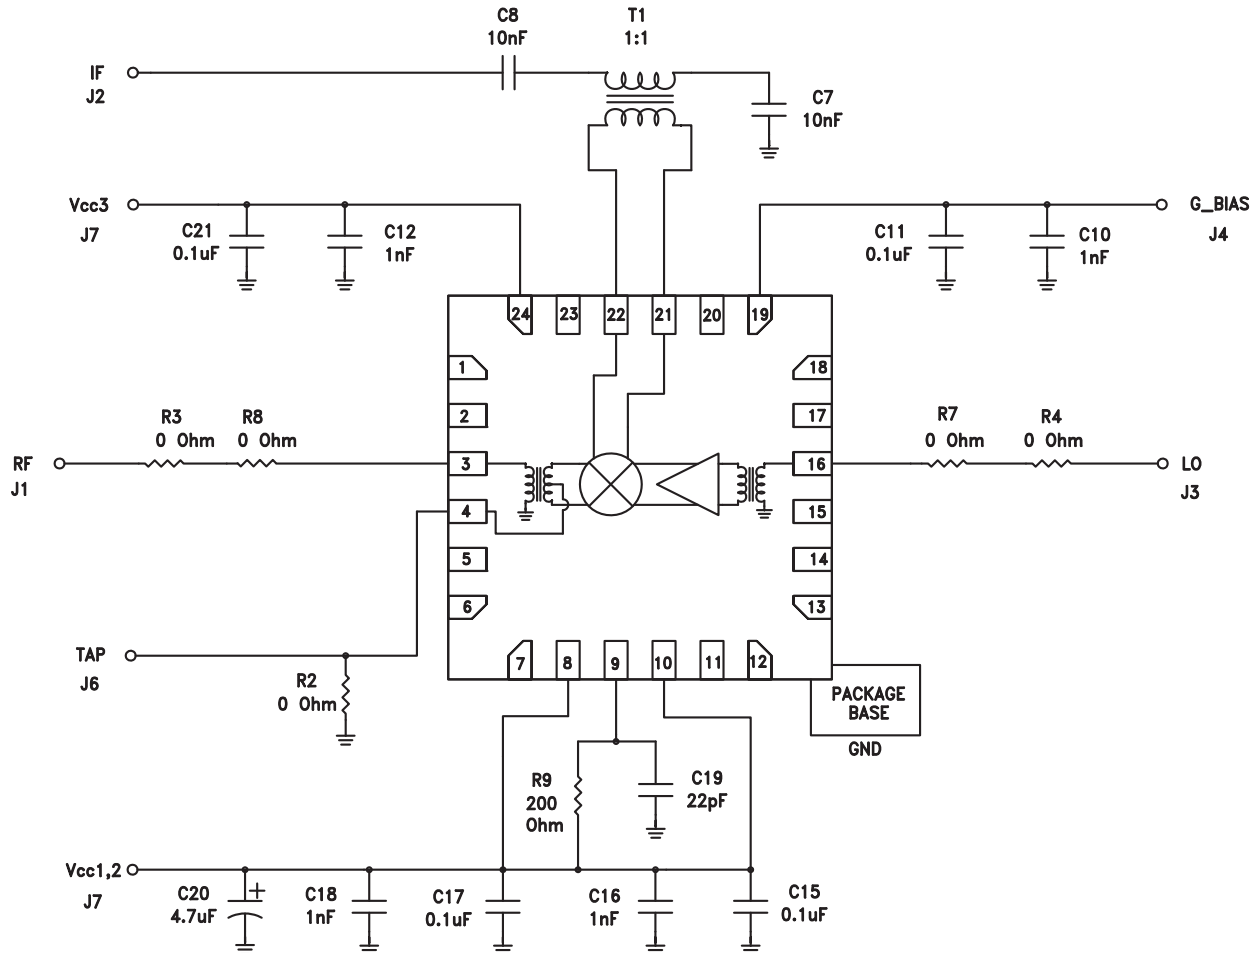 C8
10nF
T1
1:1
IF
J2
C7
10nF
Vcc3
J7
C21
0.1uF
C12
1nF
C11
0.1uF
C10
1nF
G_BIAS
J4
24
23
22
21
20
19
1
2
3
4
5
6
18
17
16
15
14
13
R3
0 Ohm
R8
0 Ohm
RF
J1
R7
0 Ohm
R4
0 Ohm
LO
J3
TAP
J6
R2
0 Ohm
7
8
9
10
11
12
PACKAGE
BASE
GND
R9
200
Ohm
C19
22pF
Vcc1,2
J7
C20
+
4.7uF
C18
1nF
C17
0.1uF
C16
1nF
C15
0.1uF